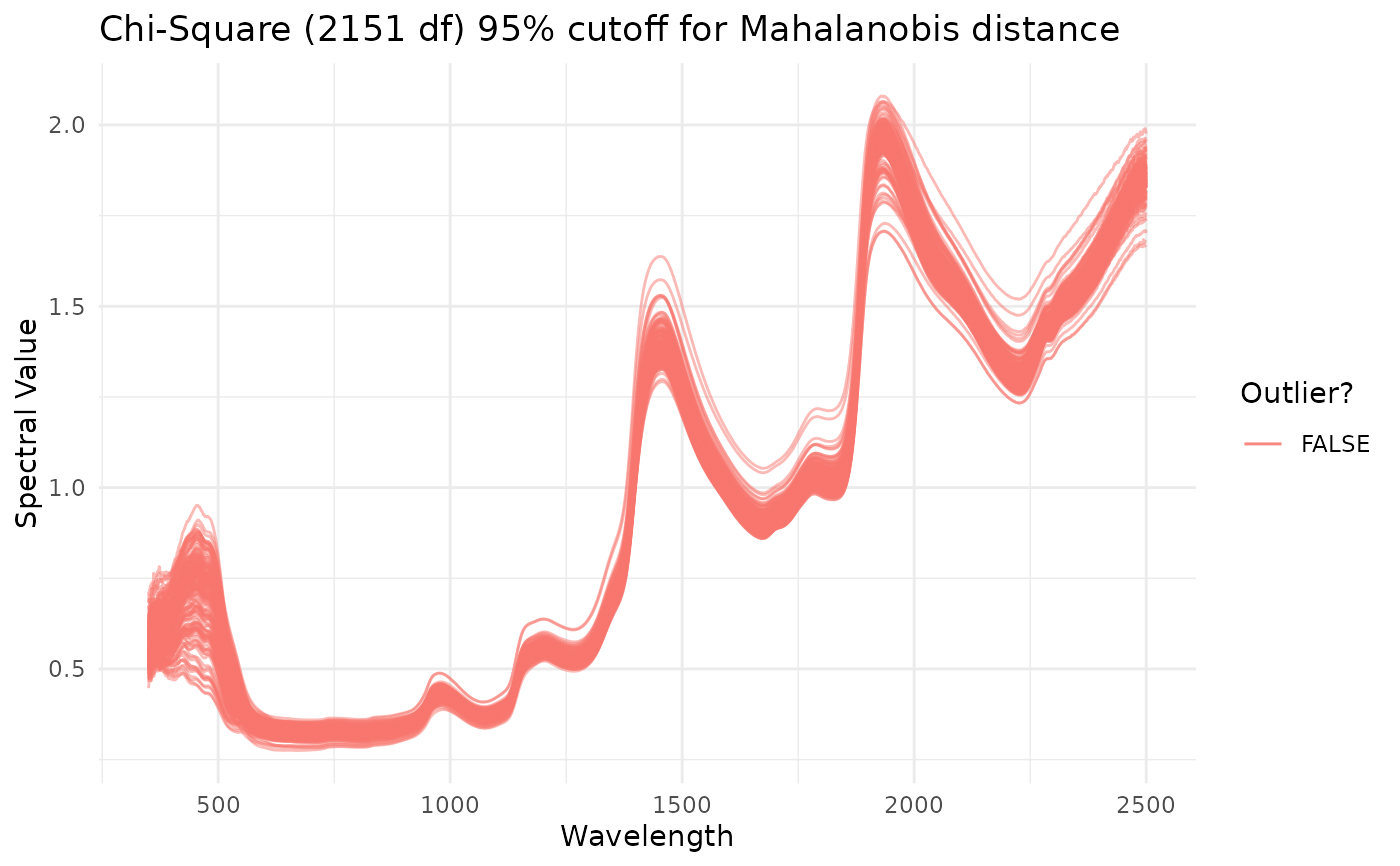 Chi-Square (2151 df) 95% cutoff for Mahalanobis distance
2.0
1.5
1.0
0.5
Spectral Value
500 1000 1500 2000 2500
Wavelength
Outlier?
FALSE